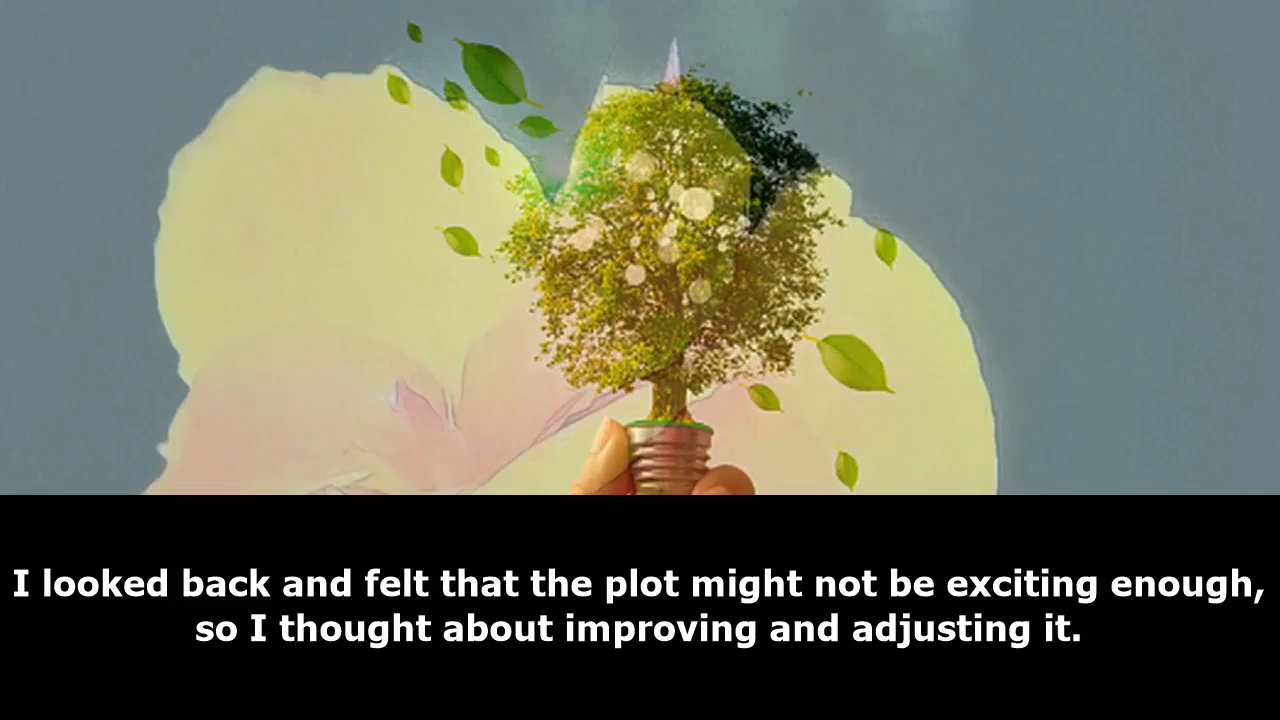 I looked back and felt that the plot might not be exciting enough,
so I thought about improving and adjusting it.